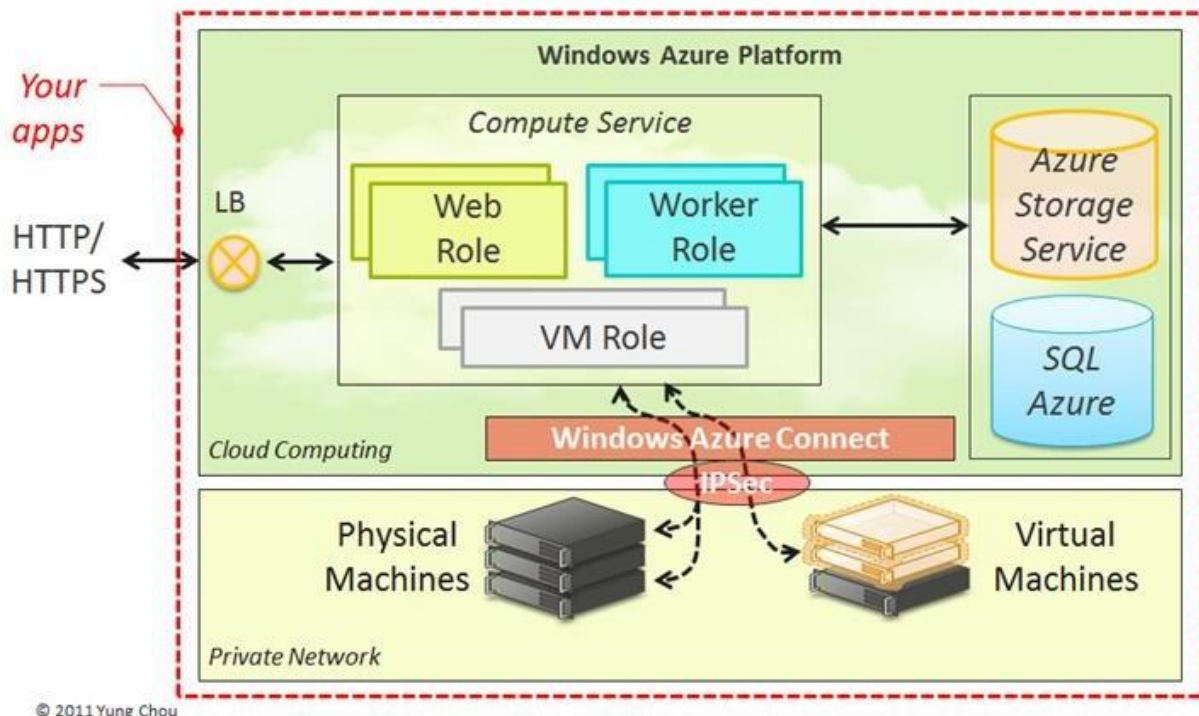 Windows Azure Platform
Your
apps
Compute Service
Web
Role
Worker
Role
VM Role
LB
HTTP/
HTTPS
Azure
Storage
Service
SQL
Azure
Windows Azure Connect
Cloud Computing
IPSec
Physical
Machines
Virtual
Machines
Private Network
© 2011 Yung Chou